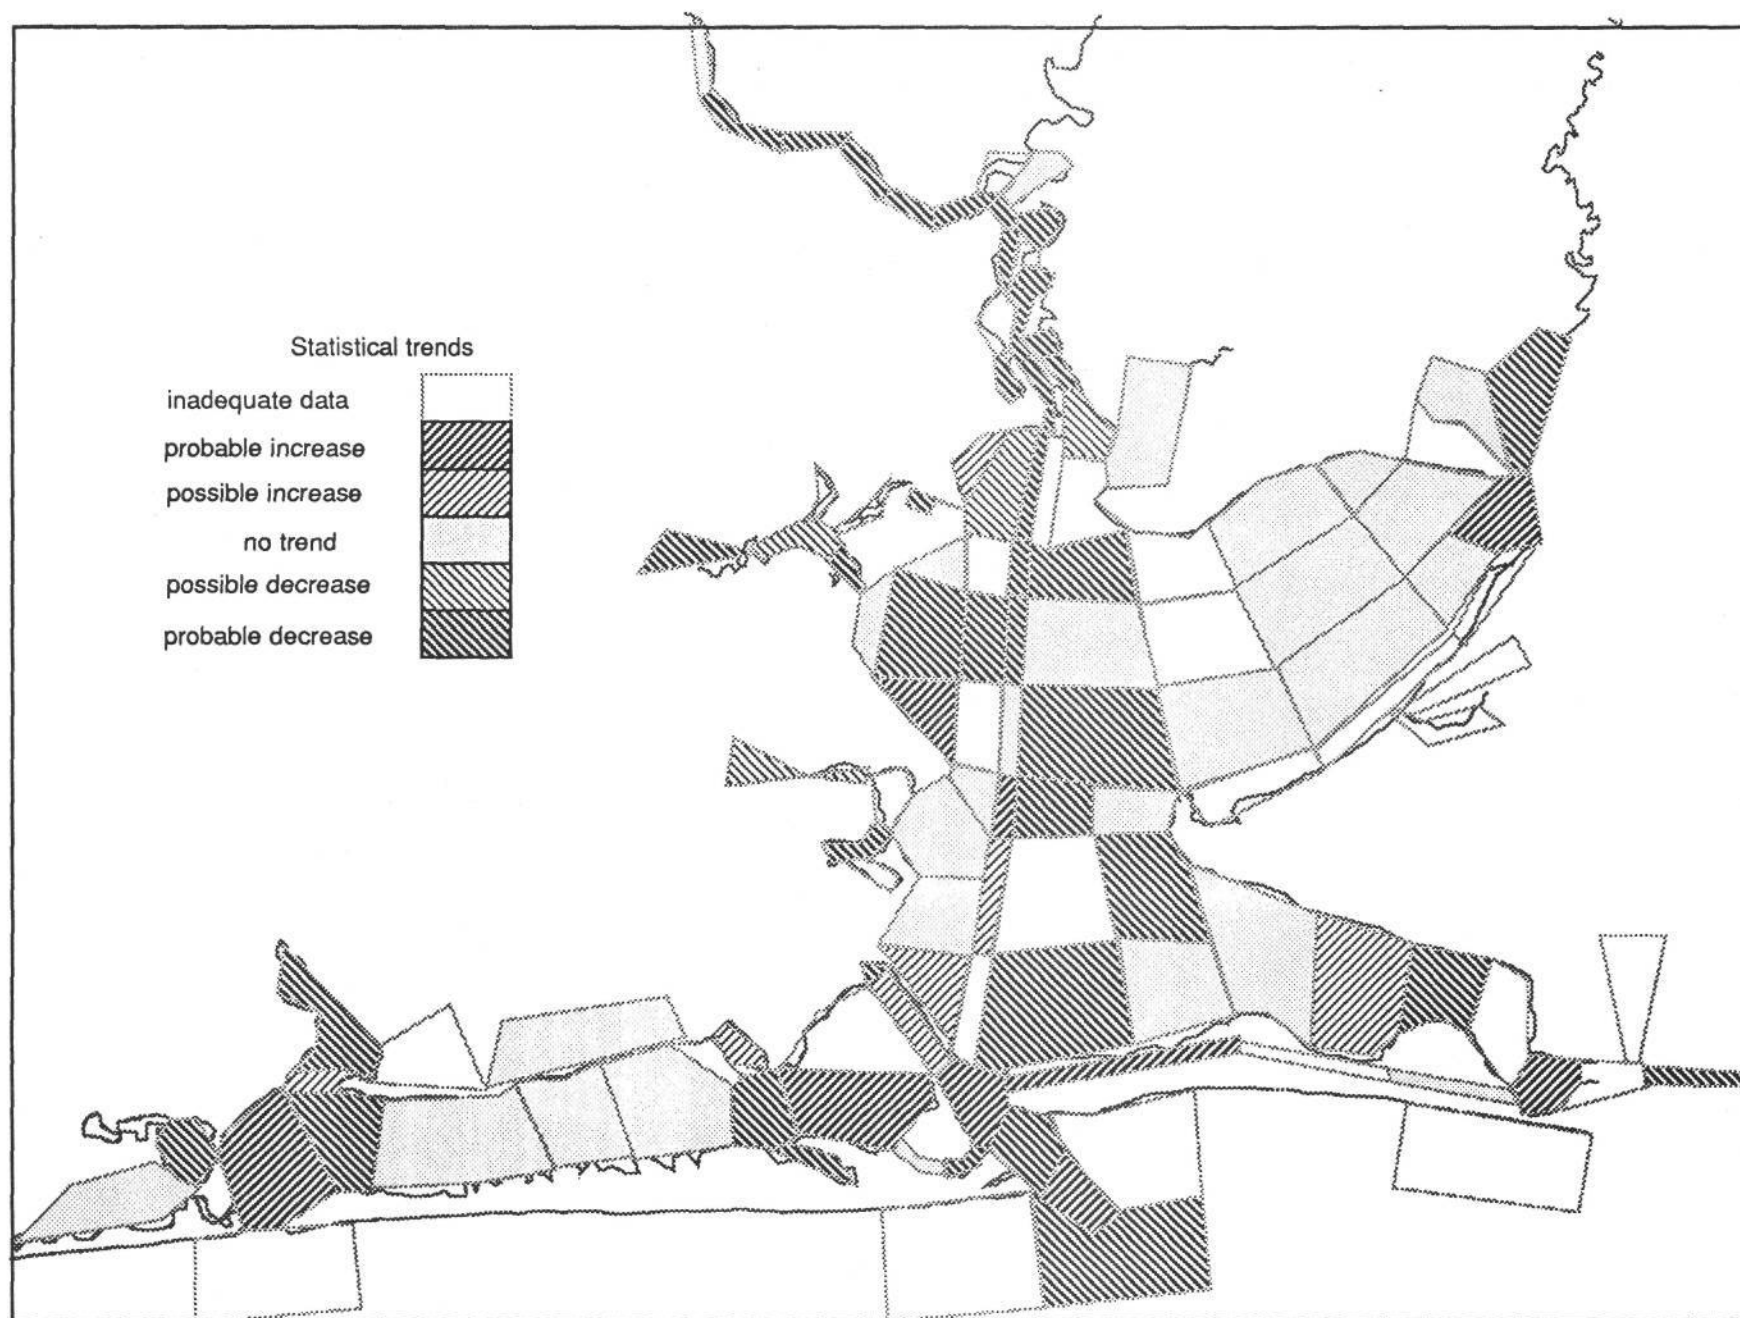 Statistical trends
inadequate data
probable increase
possible increase
no trend
possible decrease
probable decrease